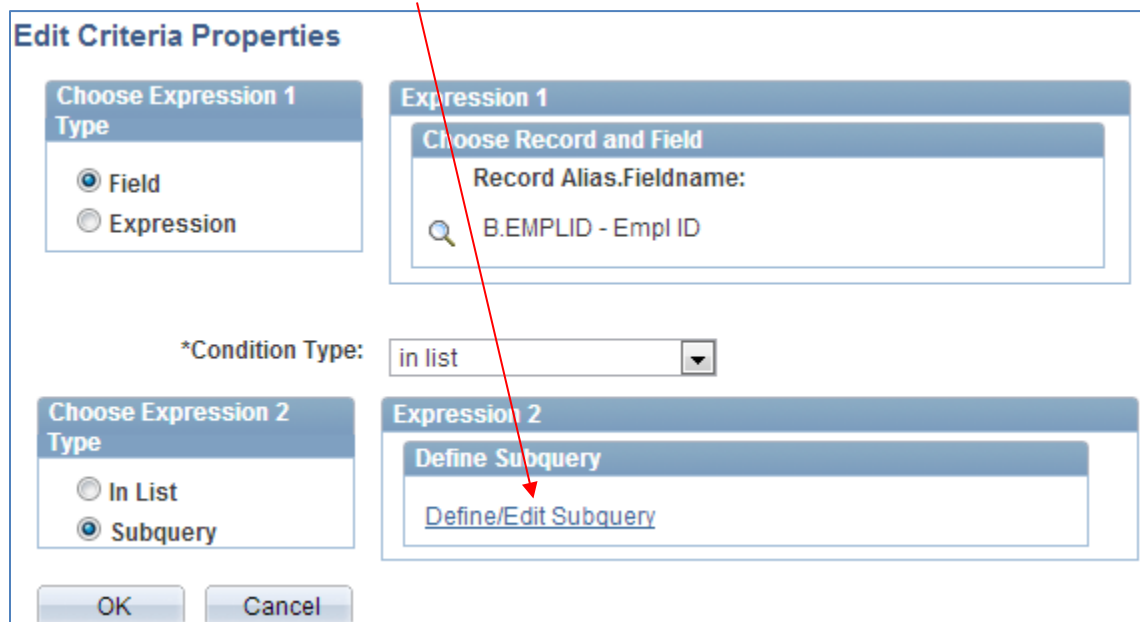 Edit Criteria Properties
Choose Expression 1
Type
Field
Expression
Expression 1
Choose Record and Field
Record Alias.Fieldname:
B.EMPLID - Empl ID
*Condition Type:
in list
Choose Expression 2
Type
In List
Subquery
Expression 2
Define Subquery
Define/Edit Subquery
OK
Cancel